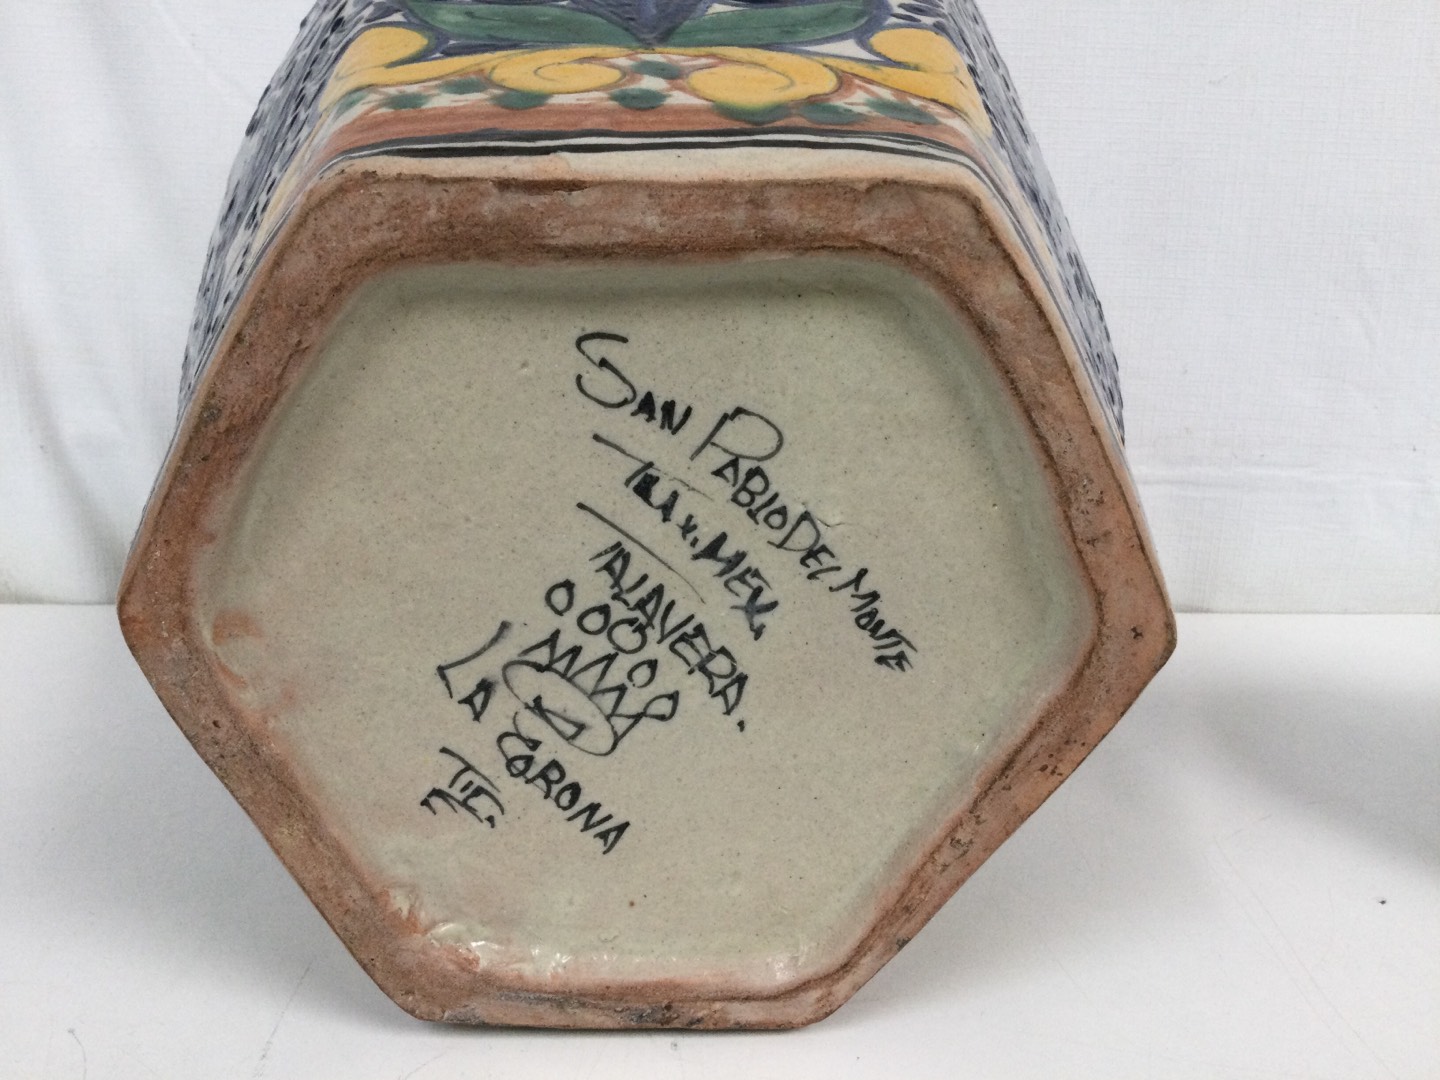 San Pablo Del Monte
Tlax. Mex.
Talavera.
La Corona